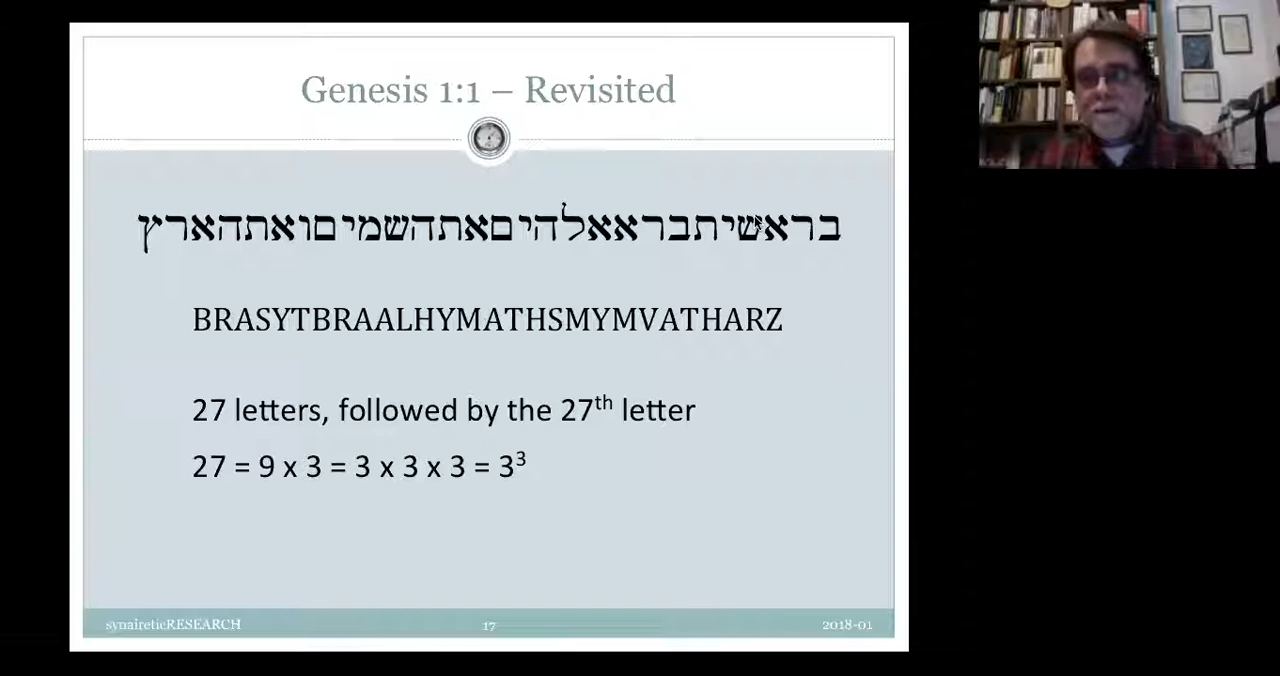 Genesis 1:1 – Revisited
בראשיתבראאלהיםאתהשמיםואתהארץ
BRASYTBRAALHYMATHSMYMVATHARZ
27 letters, followed by the 27th letter
27 = 9 x 3 = 3 x 3 x 3 = 3³
synaireticRESEARCH 17 2018-01